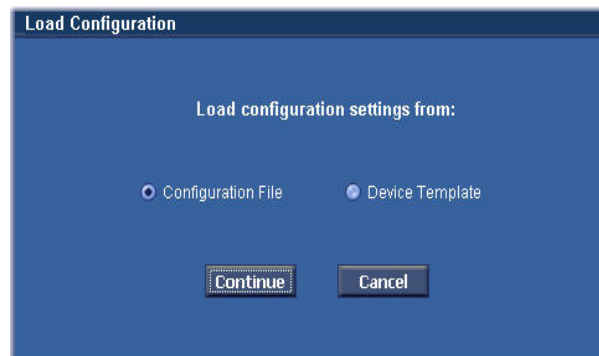 Load Configuration
Load configuration settings from:
Configuration File Device Template
Continue Cancel